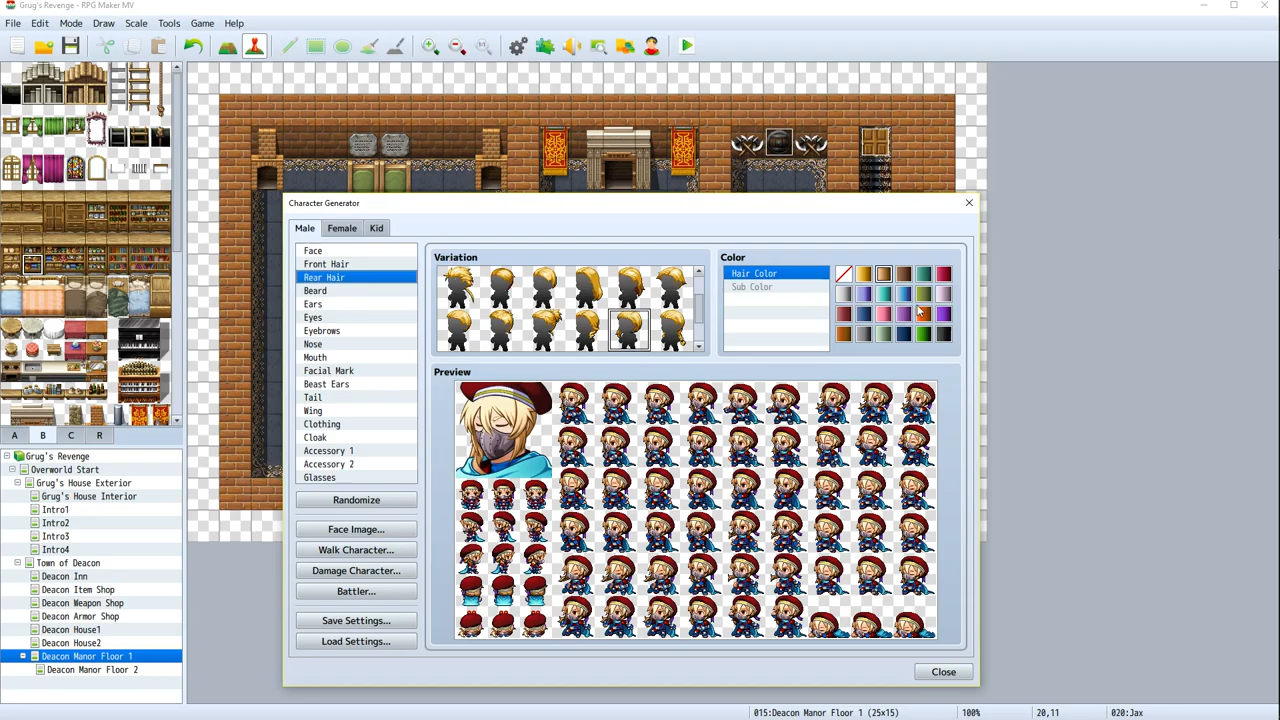 Grug's Revenge - RPG Maker MV
File Edit Mode Draw Scale Tools Game Help
1:1
Character Generator
Male Female Kid
Face
Front Hair
Rear Hair
Beard
Ears
Eyes
Eyebrows
Nose
Mouth
Facial Mark
Beast Ears
Tail
Wing
Clothing
Cloak
Accessory 1
Accessory 2
Glasses
Randomize
Face Image...
Walk Character...
Damage Character...
Battler...
Save Settings...
Load Settings...
Variation
Color
Hair Color
Sub Color
Preview
Close
A B C R
Grug's Revenge
Overworld Start
Grug's House Exterior
Grug's House Interior
Intro1
Intro2
Intro3
Intro4
Town of Deacon
Deacon Inn
Deacon Item Shop
Deacon Weapon Shop
Deacon Armor Shop
Deacon House1
Deacon House2
Deacon Manor Floor 1
Deacon Manor Floor 2
015:Deacon Manor Floor 1 (25x15) 100% 20,11 020:Jax